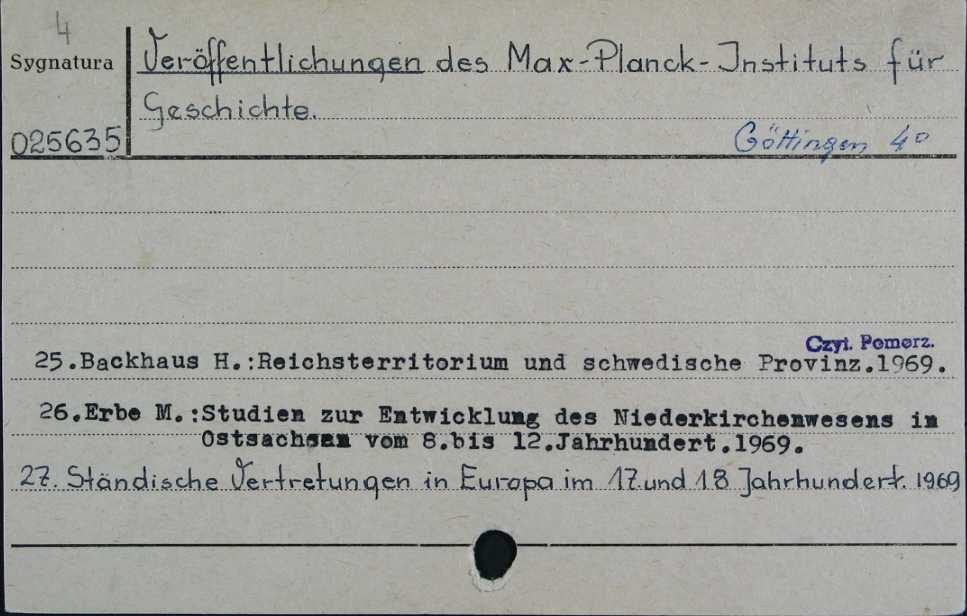 4
Sygnatura
Veröffentlichungen des Max-Planck-Instituts für
Geschichte.
025635
Göttingen 4°
Czyt. Pomorz.
25.Backhaus H.:Reichsterritorium und schwedische Provinz.1969.
26.Erbe M.:Studien zur Entwicklung des Niederkirchenwesens in
Ostsachsen vom 8.bis 12.Jahrhundert.1969.
27. Ständische Vertretungen in Europa im 17. und 18 Jahrhundert. 1969